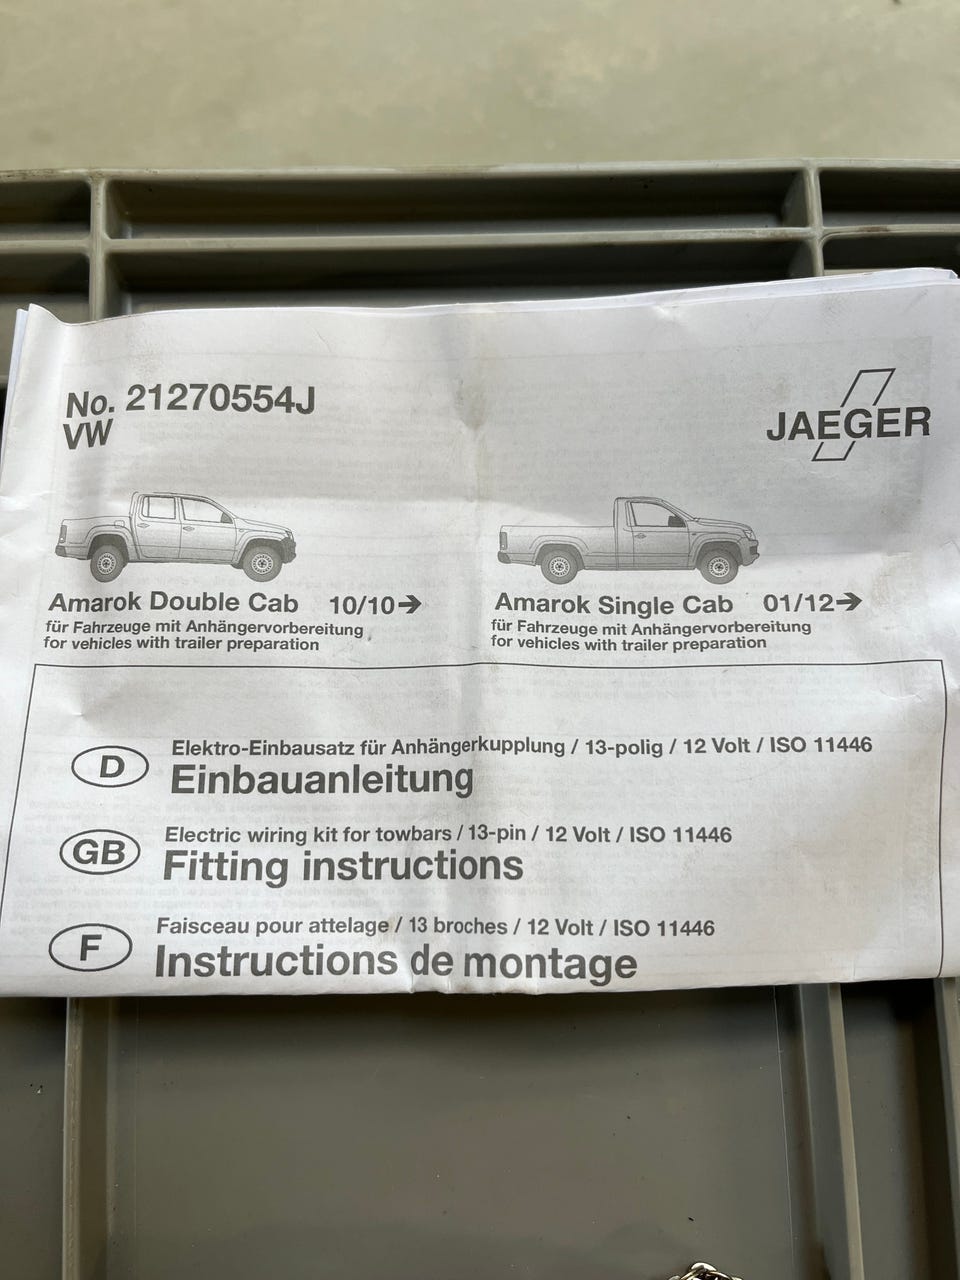 No. 21270554J
VW
JAEGER
Amarok Double Cab 10/10→
für Fahrzeuge mit Anhängervorbereitung
for vehicles with trailer preparation
Amarok Single Cab 01/12→
für Fahrzeuge mit Anhängervorbereitung
for vehicles with trailer preparation
D
Elektro-Einbausatz für Anhängerkupplung / 13-polig / 12 Volt / ISO 11446
Einbauanleitung
GB
Electric wiring kit for towbars / 13-pin / 12 Volt / ISO 11446
Fitting instructions
F
Faisceau pour attelage / 13 broches / 12 Volt / ISO 11446
Instructions de montage